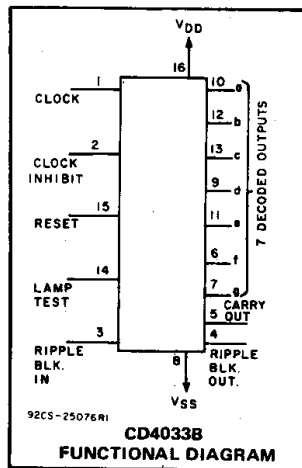 VDD
16
1
CLOCK
2
CLOCK
INHIBIT
15
RESET
14
LAMP
TEST
3
RIPPLE
BLK.
IN
10 a
12 b
13 c
9 d
11 e
6 f
7 g
7 DECODED OUTPUTS
CARRY
5 OUT
4
RIPPLE
BLK.
OUT.
8
VSS
92CS-25076R1
CD4033B
FUNCTIONAL DIAGRAM